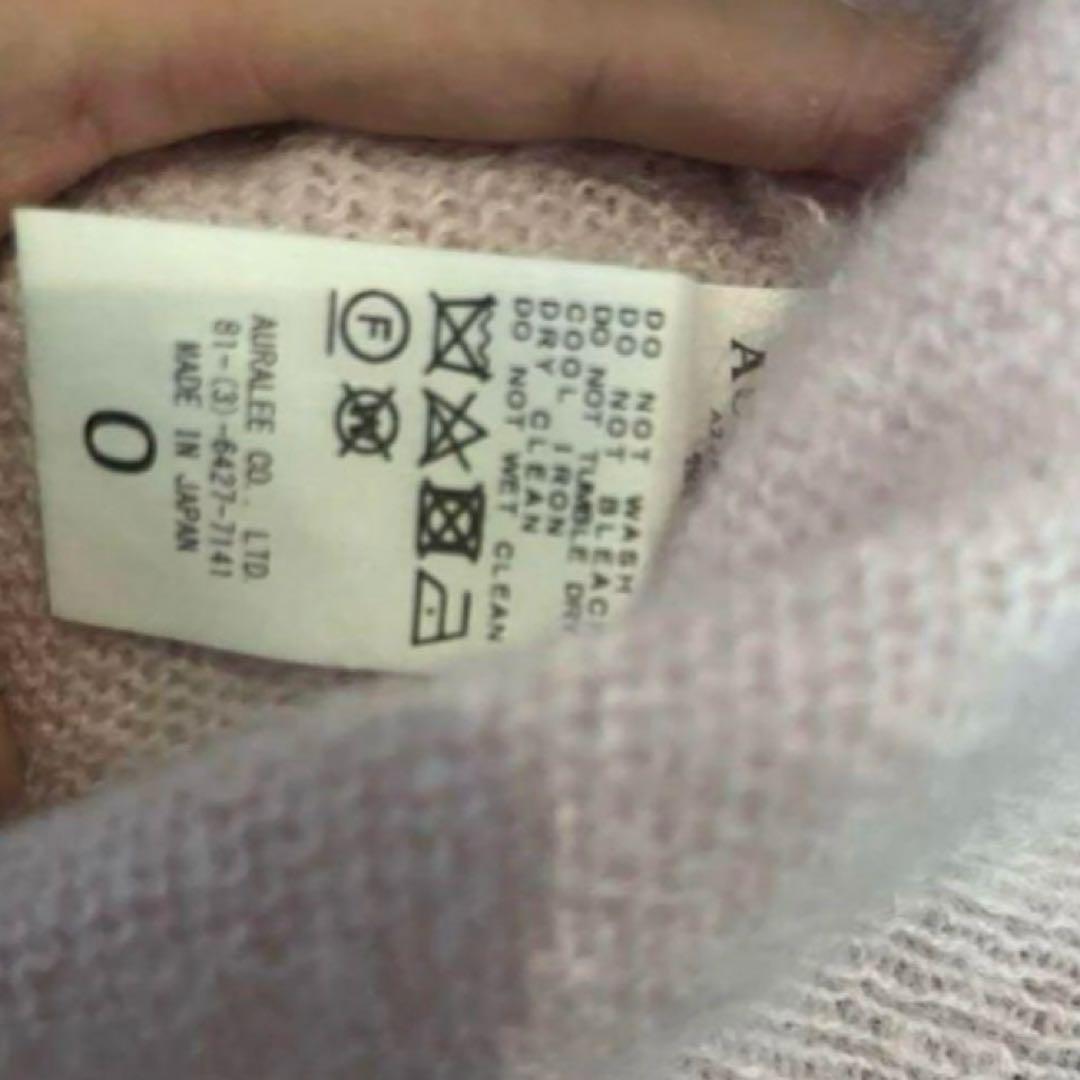 DO NOT WASH
DO NOT BLEAC
DO NOT TUMBLE DRY
COOL IRON
DRY CLEAN
DO NOT WET CLEAN
F
W
AURALEE CO., LTD.
81-(3)-6427-7141
MADE IN JAPAN
0